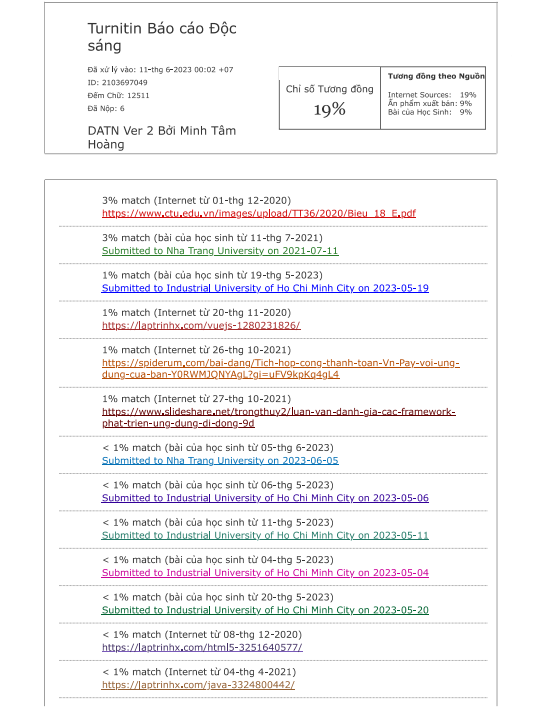 Turnitin Báo cáo Độc
sáng
Đã xử lý vào: 11-thg 6-2023 00:02 +07
ID: 2103697049
Đếm Chữ: 12511
Đã Nộp: 6
DATN Ver 2 Bởi Minh Tâm
Hoàng
Chỉ số Tương đồng
19%
Tương đồng theo Nguồn
Internet Sources: 19%
Ấn phẩm xuất bản: 9%
Bài của Học Sinh: 9%
3% match (Internet từ 01-thg 12-2020)
https://www.ctu.edu.vn/images/upload/TT36/2020/Bieu_18_E.pdf
3% match (bài của học sinh từ 11-thg 7-2021)
Submitted to Nha Trang University on 2021-07-11
1% match (bài của học sinh từ 19-thg 5-2023)
Submitted to Industrial University of Ho Chi Minh City on 2023-05-19
1% match (Internet từ 20-thg 11-2020)
https://laptrinhx.com/vuejs-1280231826/
1% match (Internet từ 26-thg 10-2021)
https://spiderum.com/bai-dang/Tich-hop-cong-thanh-toan-Vn-Pay-voi-ung-
dung-cua-ban-Y0RWMJQNYAgL?gi=uFV9kpKq4gL4
1% match (Internet từ 27-thg 10-2021)
https://www.slideshare.net/trongthuy2/luan-van-danh-gia-cac-framework-
phat-trien-ung-dung-di-dong-9d
< 1% match (bài của học sinh từ 05-thg 6-2023)
Submitted to Nha Trang University on 2023-06-05
< 1% match (bài của học sinh từ 06-thg 5-2023)
Submitted to Industrial University of Ho Chi Minh City on 2023-05-06
< 1% match (bài của học sinh từ 11-thg 5-2023)
Submitted to Industrial University of Ho Chi Minh City on 2023-05-11
< 1% match (bài của học sinh từ 04-thg 5-2023)
Submitted to Industrial University of Ho Chi Minh City on 2023-05-04
< 1% match (bài của học sinh từ 20-thg 5-2023)
Submitted to Industrial University of Ho Chi Minh City on 2023-05-20
< 1% match (Internet từ 08-thg 12-2020)
https://laptrinhx.com/html5-3251640577/
< 1% match (Internet từ 04-thg 4-2021)
https://laptrinhx.com/java-3324800442/